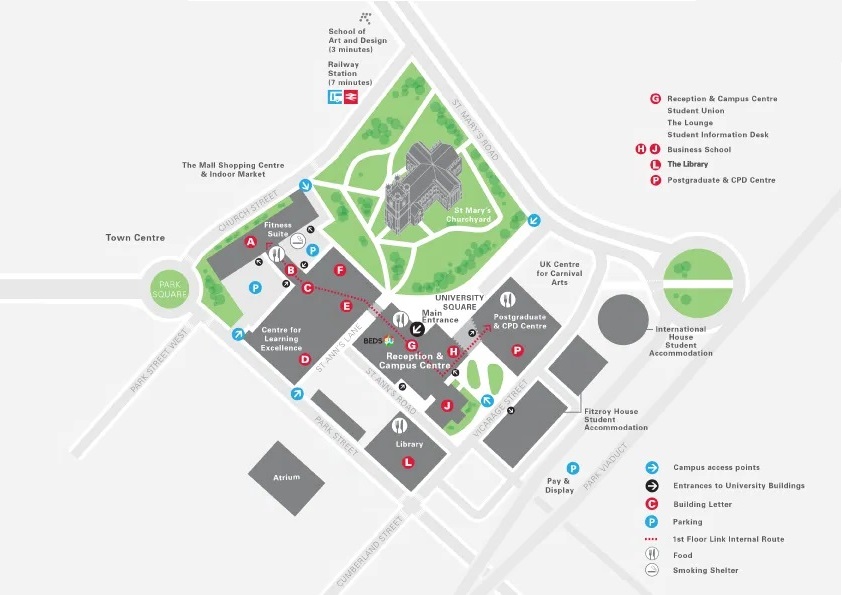 School of
Art and Design
(3 minutes)
Railway
Station
(7 minutes)
ST. MARY'S ROAD
G Reception & Campus Centre
Student Union
The Lounge
Student Information Desk
H J Business School
L The Library
P Postgraduate & CPD Centre
The Mall Shopping Centre
& Indoor Market
CHURCH STREET
St Mary's
Churchyard
Town Centre
Fitness
Suite
A
B
C
F
E
P
P
PARK
SQUARE
UK Centre
for Carnival
Arts
UNIVERSITY
SQUARE
Main
Entrance
Postgraduate
& CPD Centre
P
International
House
Student
Accommodation
Centre for
Learning
Excellence
D
ST ANN'S LANE
BEDS
G
H
Reception &
Campus Centre
PARK STREET WEST
ST ANN'S ROAD
J
VICARAGE STREET
Fitzroy House
Student
Accommodation
PARK STREET
Library
L
Atrium
PARK VIADUCT
P
Pay &
Display
CUMBERLAND STREET
Campus access points
Entrances to University Buildings
C Building Letter
P Parking
1st Floor Link Internal Route
Food
Smoking Shelter